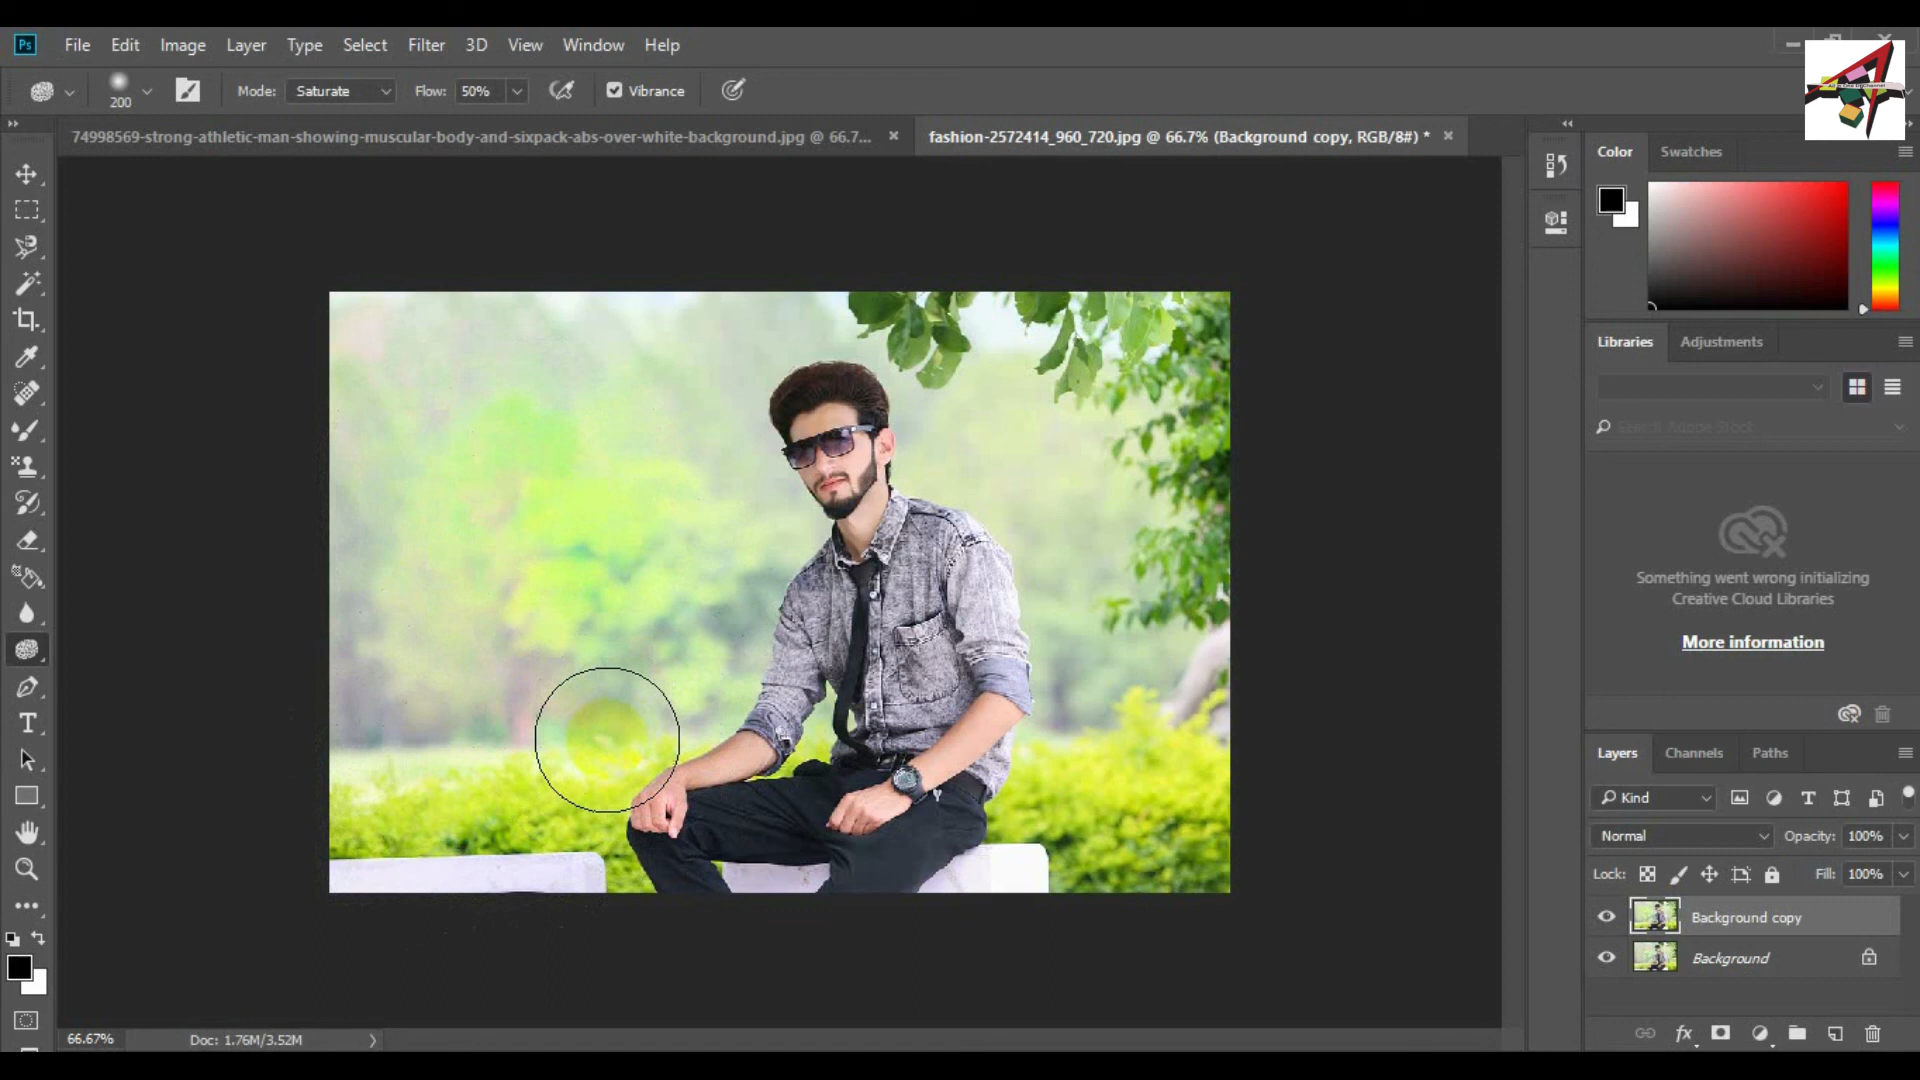 Ps File Edit Image Layer Type Select Filter 3D View Window Help
200 Mode: Saturate Flow: 50% Vibrance
74998569-strong-athletic-man-showing-muscular-body-and-sixpack-abs-over-white-background.jpg @ 66.7... fashion-2572414_960_720.jpg @ 66.7% (Background copy, RGB/8#) *
Color Swatches
Libraries Adjustments
Search Adobe Stock
Something went wrong initializing
Creative Cloud Libraries
More information
Layers Channels Paths
Kind
Normal Opacity: 100%
Lock: Fill: 100%
Background copy
Background
fx
66.67% Doc: 1.76M/3.52M